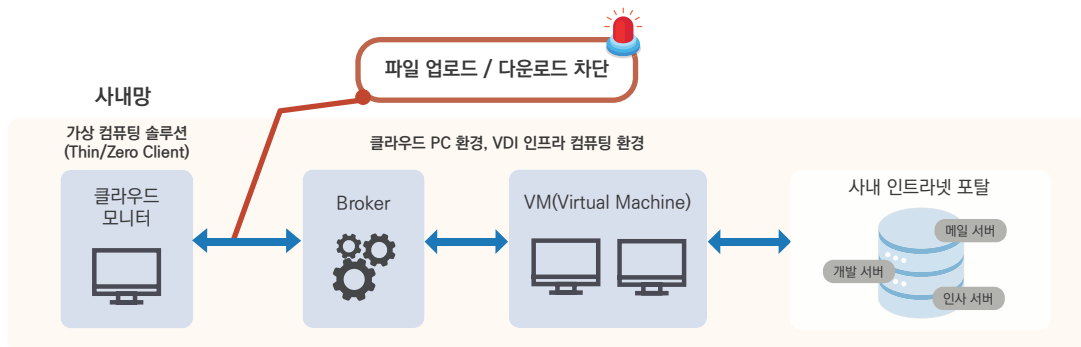 파일 업로드 / 다운로드 차단
사내망
가상 컴퓨팅 솔루션
(Thin/Zero Client)
클라우드 PC 환경, VDI 인프라 컴퓨팅 환경
클라우드
모니터
Broker
VM(Virtual Machine)
사내 인트라넷 포탈
메일 서버
개발 서버
인사 서버